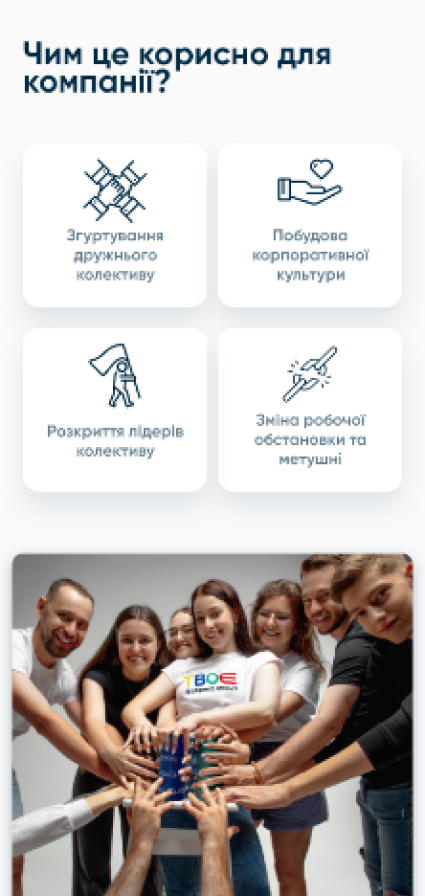 Чим це корисно для
компанії?
Згуртування
дружнього
колективу
Побудова
корпоративної
культури
Розкриття лідерів
колективу
Зміна робочої
обстановки та
метушні
ТВОЄ